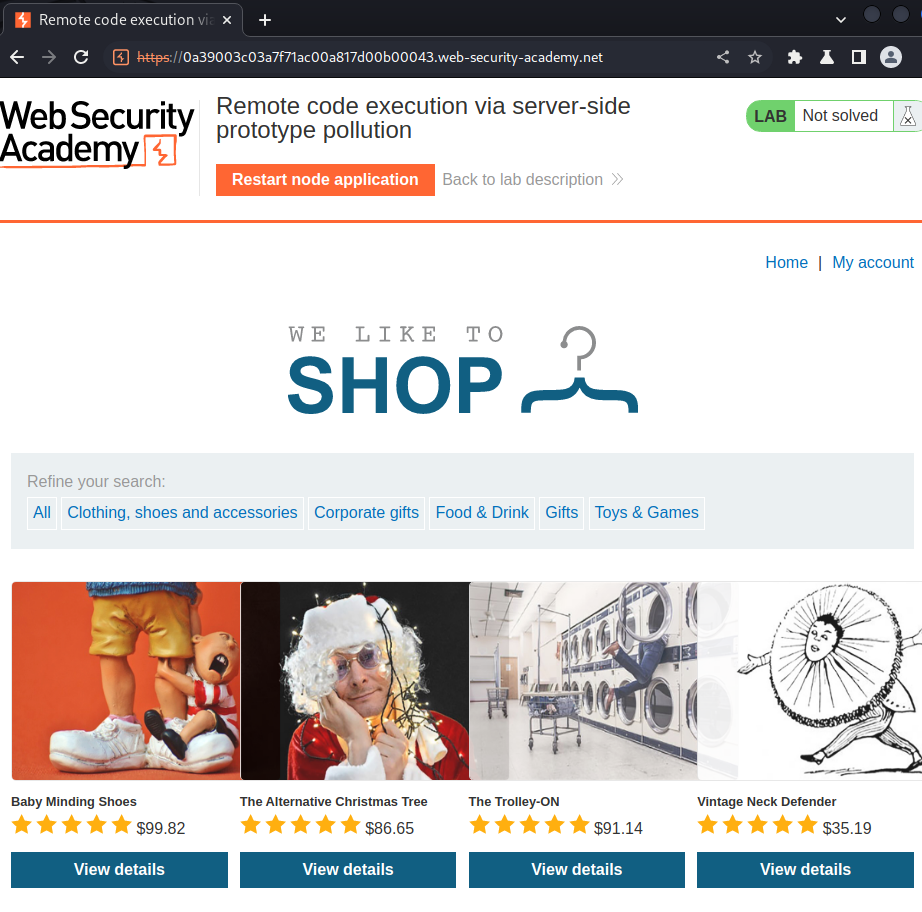 Remote code execution via
https://0a39003c03a7f71ac00a817d00b00043.web-security-academy.net
Web Security
Academy
Remote code execution via server-side
prototype pollution
LAB
Not solved
Restart node application
Back to lab description
Home | My account
WE LIKE TO
SHOP
Refine your search:
All
Clothing, shoes and accessories
Corporate gifts
Food & Drink
Gifts
Toys & Games
Baby Minding Shoes
The Alternative Christmas Tree
The Trolley-ON
Vintage Neck Defender
$99.82
$86.65
$91.14
$35.19
View details
View details
View details
View details